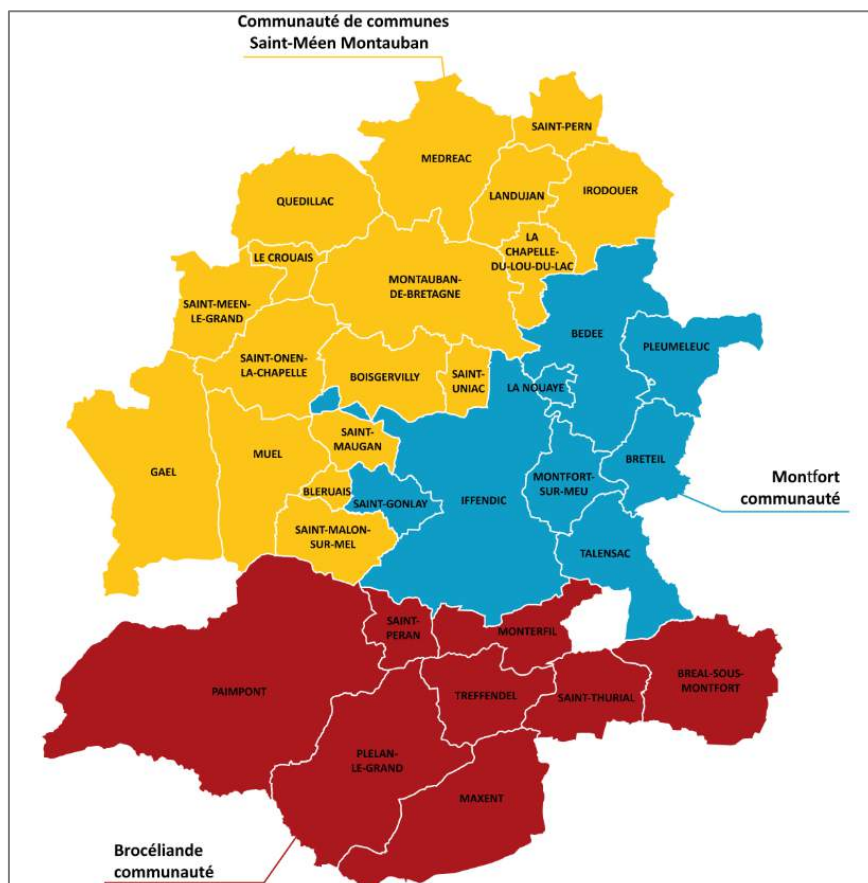 Communauté de communes
Saint-Méen Montauban
SAINT-PERN
MEDREAC
LANDUJAN
IRODOUER
QUEDILLAC
LA
CHAPELLE-
DU-LOU-DU-LAC
LE CROUAIS
MONTAUBAN-
DE-BRETAGNE
SAINT-MEEN-
LE-GRAND
BEDEE
PLEUMELEUC
SAINT-ONEN-
LA-CHAPELLE
BOISGERVILLY
SAINT-
UNIAC
LA NOUAYE
SAINT-
MAUGAN
MUEL
GAEL
BRETEIL
MONTFORT-
SUR-MEU
IFFENDIC
BLERUAIS
SAINT-GONLAY
Montfort
communauté
SAINT-MALON-
SUR-MEL
TALENSAC
SAINT-
PERAN
MONTERFIL
PAIMPONT
TREFFENDEL
SAINT-THURIAL
BREAL-SOUS-
MONTFORT
PLELAN-
LE-GRAND
MAXENT
Brocéliande
communauté